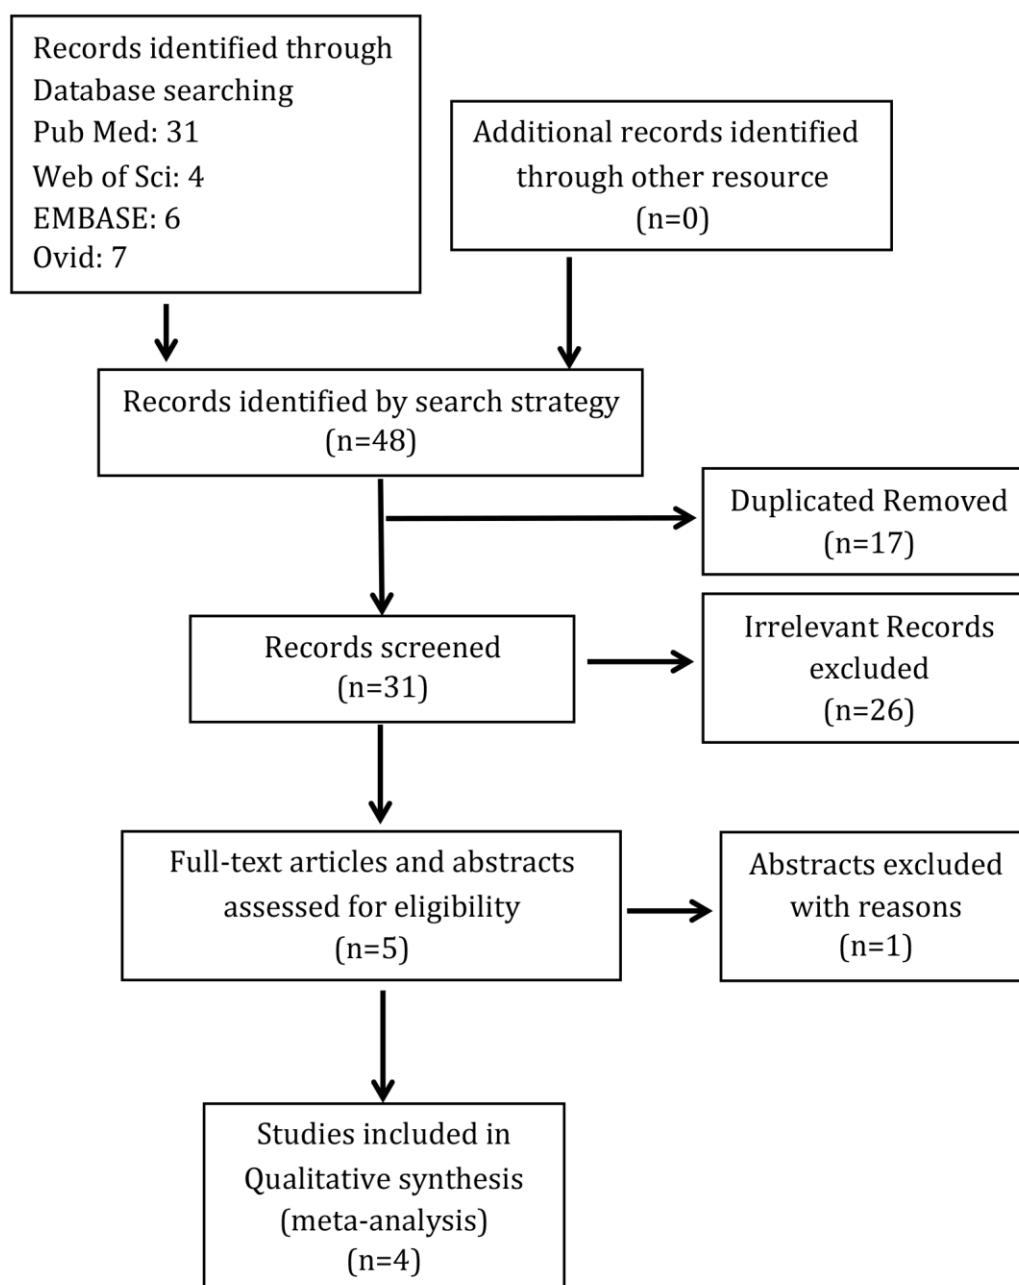 Records identified through
Database searching
Pub Med: 31
Web of Sci: 4
EMBASE: 6
Ovid: 7
Additional records identified
through other resource
(n=0)
Records identified by search strategy
(n=48)
Duplicated Removed
(n=17)
Records screened
(n=31)
Irrelevant Records
excluded
(n=26)
Full-text articles and abstracts
assessed for eligibility
(n=5)
Abstracts excluded
with reasons
(n=1)
Studies included in
Qualitative synthesis
(meta-analysis)
(n=4)